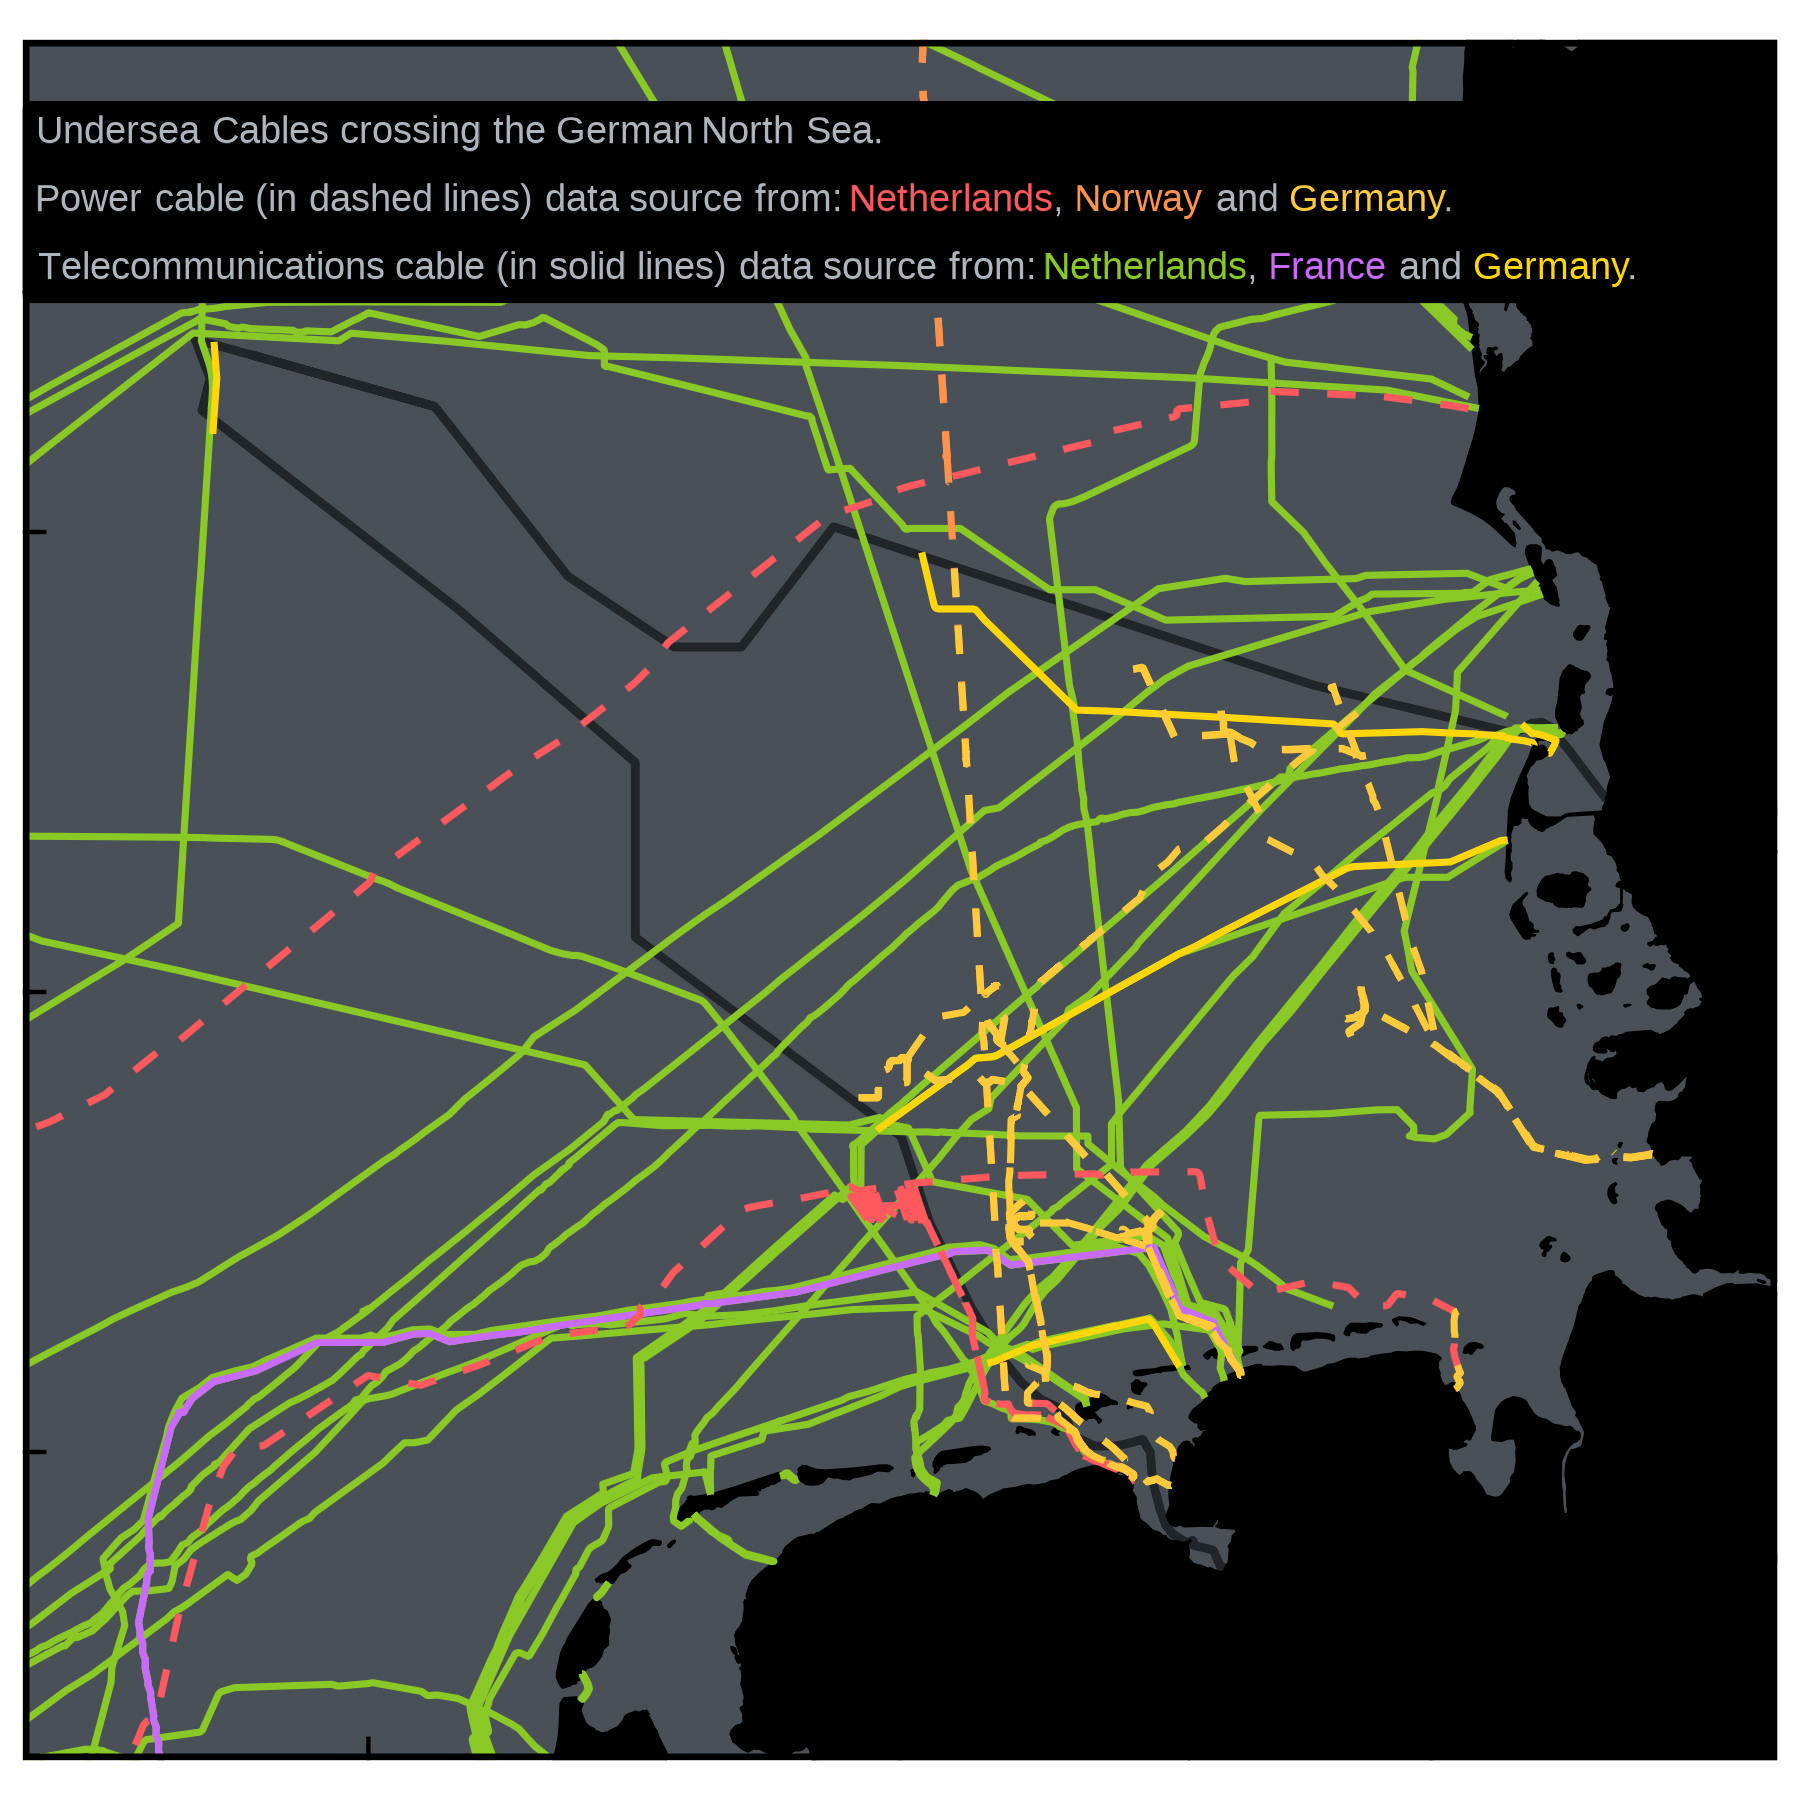 Undersea Cables crossing the German North Sea.
Power cable (in dashed lines) data source from: Netherlands, Norway and Germany.
Telecommunications cable (in solid lines) data source from: Netherlands, France and Germany.